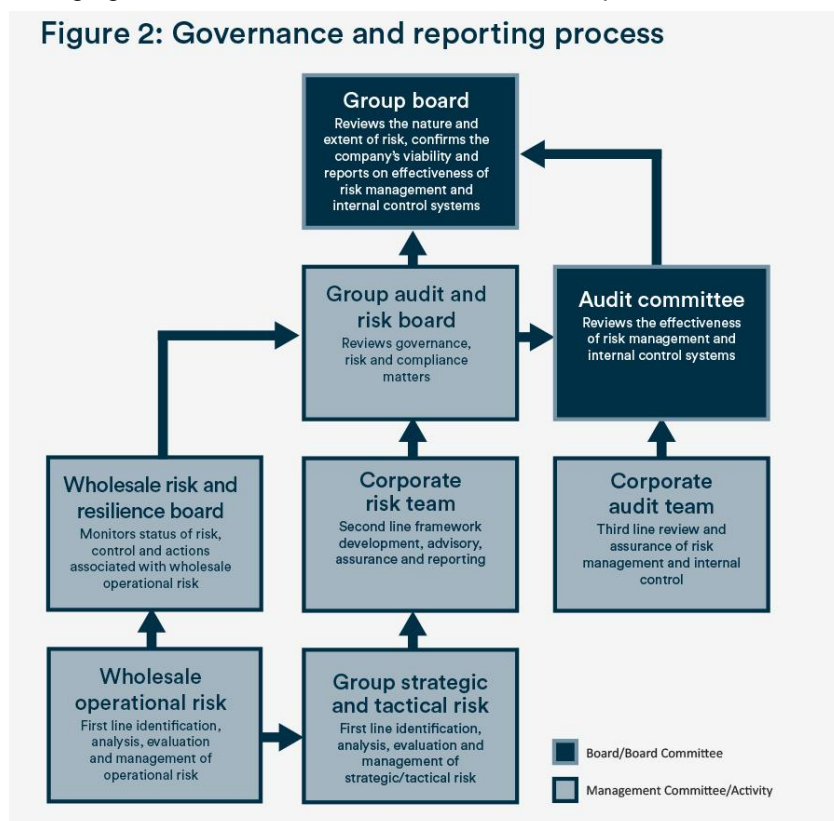 Figure 2: Governance and reporting process
Group board
Reviews the nature and
extent of risk, confirms the
company's viability and
reports on effectiveness of
risk management and
internal control systems
Group audit and
risk board
Reviews governance,
risk and compliance
matters
Audit committee
Reviews the effectiveness
of risk management and
internal control systems
Wholesale risk and
resilience board
Monitors status of risk,
control and actions
associated with wholesale
operational risk
Corporate
risk team
Second line framework
development, advisory,
assurance and reporting
Corporate
audit team
Third line review and
assurance of risk
management and internal
control
Wholesale
operational risk
First line identification,
analysis, evaluation
and management of
operational risk
Group strategic
and tactical risk
First line identification,
analysis, evaluation and
management of
strategic/tactical risk
Board/Board Committee
Management Committee/Activity